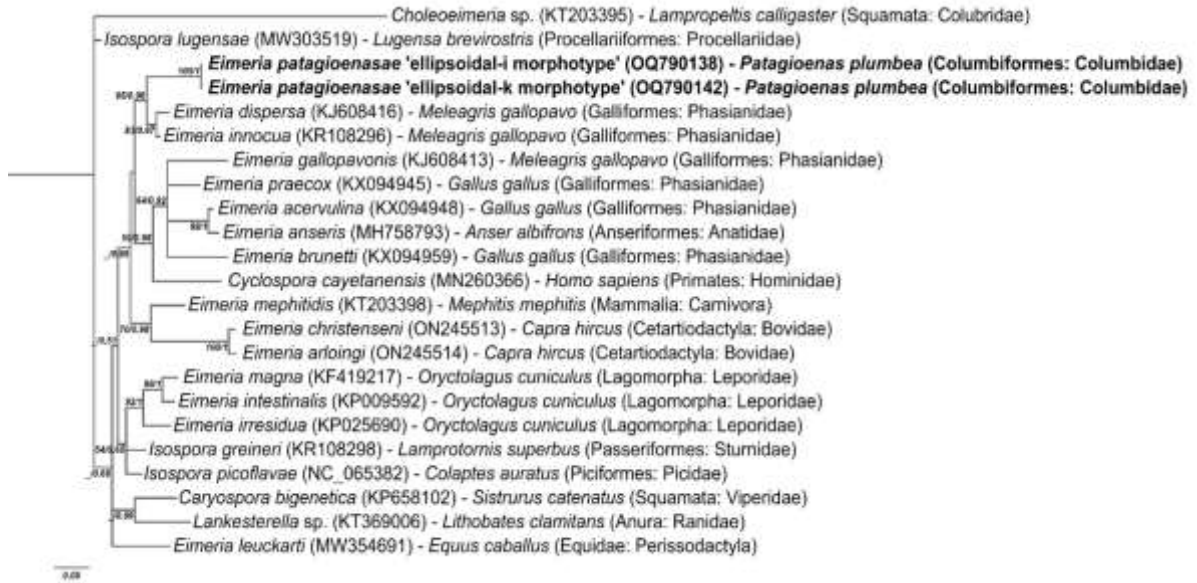 Choleoeimeria sp. (KT203395) - Lampropeltis calligaster (Squamata: Colubridae)
Isospora lugensae (MW303519) - Lugensa brevirostris (Procellariiformes: Procellariidae)
Eimeria patagioenasae 'ellipsoidal-i morphotype' (OQ790138) - Patagioenas plumbea (Columbiformes: Columbidae)
100/1
Eimeria patagioenasae 'ellipsoidal-k morphotype' (OQ790142) - Patagioenas plumbea (Columbiformes: Columbidae)
Eimeria dispersa (KJ608416) - Meleagris gallopavo (Galliformes: Phasianidae)
Eimeria innocua (KR108296) - Meleagris gallopavo (Galliformes: Phasianidae)
Eimeria gallopavonis (KJ608413) - Meleagris gallopavo (Galliformes: Phasianidae)
Eimeria praecox (KX094945) - Gallus gallus (Galliformes: Phasianidae)
Eimeria acervulina (KX094948) - Gallus gallus (Galliformes: Phasianidae)
Eimeria anseris (MH758793) - Anser albifrons (Anseriformes: Anatidae)
Eimeria brunetti (KX094959) - Gallus gallus (Galliformes: Phasianidae)
Cyclospora cayetanensis (MN260366) - Homo sapiens (Primates: Hominidae)
Eimeria mephitidis (KT203398) - Mephitis mephitis (Mammalia: Carnivora)
Eimeria christenseni (ON245513) - Capra hircus (Cetartiodactyla: Bovidae)
Eimeria arloingi (ON245514) - Capra hircus (Cetartiodactyla: Bovidae)
100/1
Eimeria magna (KF419217) - Oryctolagus cuniculus (Lagomorpha: Leporidae)
Eimeria intestinalis (KP009592) - Oryctolagus cuniculus (Lagomorpha: Leporidae)
Eimeria irresidua (KP025690) - Oryctolagus cuniculus (Lagomorpha: Leporidae)
Isospora greineri (KR108298) - Lamprotornis superbus (Passeriformes: Sturnidae)
Isospora picoflavae (NC_065382) - Colaptes auratus (Piciformes: Picidae)
Caryospora bigenetica (KP658102) - Sistrurus catenatus (Squamata: Viperidae)
Lankesterella sp. (KT369006) - Lithobates clamitans (Anura: Ranidae)
Eimeria leuckarti (MW354691) - Equus caballus (Equidae: Perissodactyla)